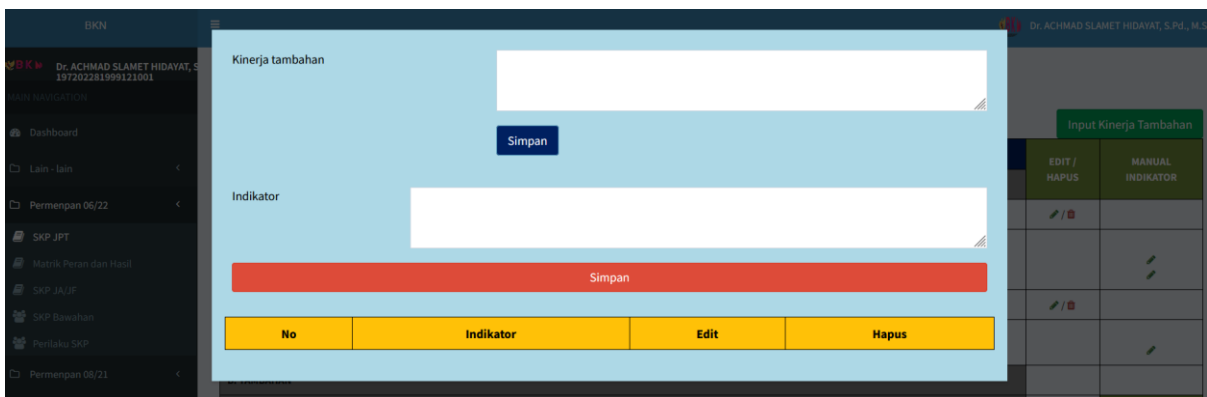 BKN
Dr. ACHMAD SLAMET HIDAYAT, S.Pd., M.S
BKN
Dr. ACHMAD SLAMET HIDAYAT, S
197202281999121001
MAIN NAVIGATION
Dashboard
Lain - lain
Permenpan 06/22
SKP JPT
Matrik Peran dan Hasil
SKP JA/JF
SKP Bawahan
Perilaku SKP
Permenpan 08/21
Kinerja tambahan
Simpan
Indikator
Simpan
No Indikator Edit Hapus
Input Kinerja Tambahan
EDIT / HAPUS
MANUAL INDIKATOR
/
/